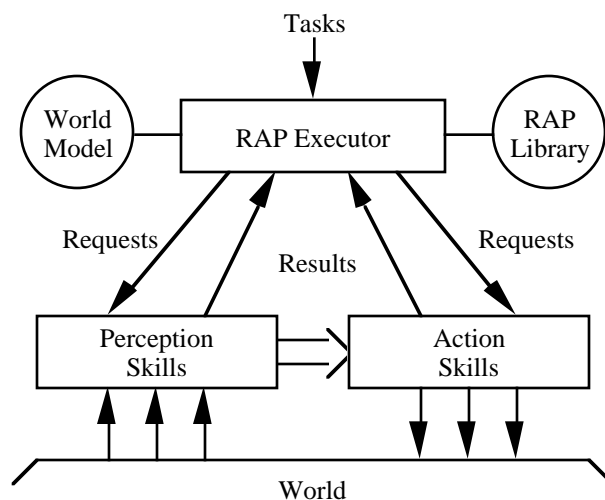 Tasks
World
Model
RAP Executor
RAP
Library
Requests
Results
Requests
Perception
Skills
Action
Skills
World